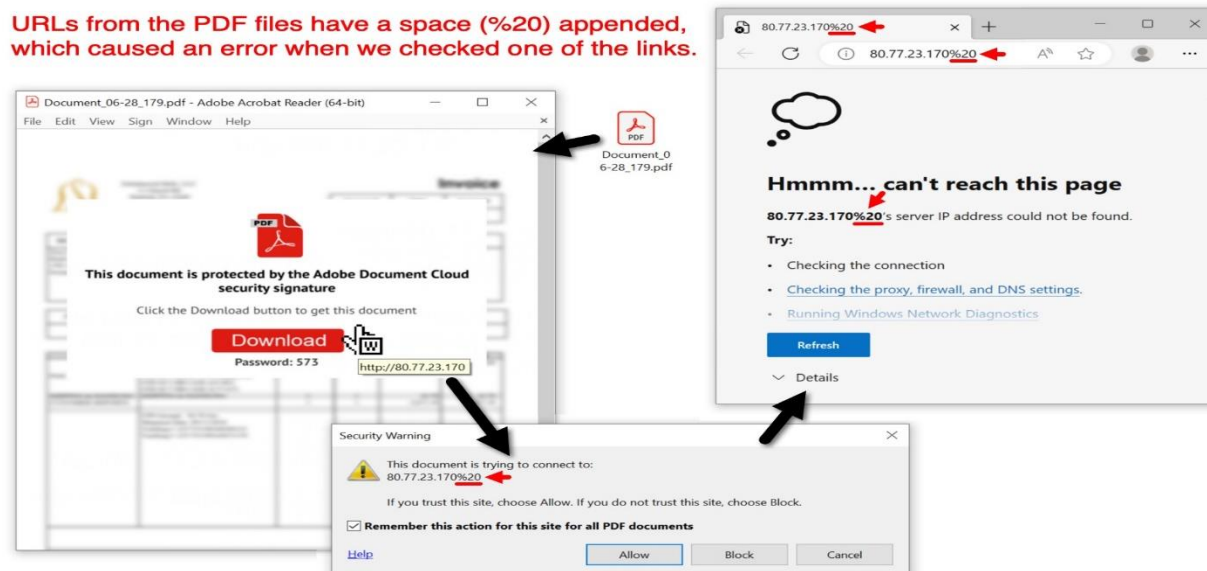 URLs from the PDF files have a space (%20) appended,
which caused an error when we checked one of the links.
Document_06-28_179.pdf - Adobe Acrobat Reader (64-bit)
File Edit View Sign Window Help
Invoice
PDF
This document is protected by the Adobe Document Cloud
security signature
Click the Download button to get this document
Download
W
Password: 573
http://80.77.23.170
PDF
Document_0
6-28_179.pdf
80.77.23.170%20
80.77.23.170%20
Hmmm... can't reach this page
80.77.23.170%20's server IP address could not be found.
Try:
• Checking the connection
• Checking the proxy, firewall, and DNS settings.
• Running Windows Network Diagnostics
Refresh
Details
Security Warning
This document is trying to connect to:
80.77.23.170%20
If you trust this site, choose Allow. If you do not trust this site, choose Block.
Remember this action for this site for all PDF documents
Help
Allow
Block
Cancel